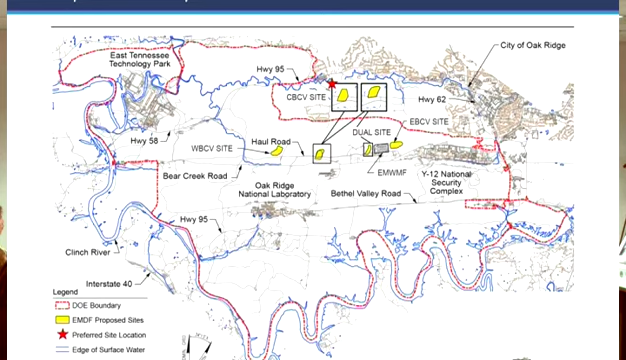 East Tennessee
Technology Park
City of Oak Ridge
Hwy 95
Hwy 62
CBCV SITE
EBCV SITE
DUAL SITE
Hwy 58
WBCV SITE
Haul Road
EMWMF
Bear Creek Road
Oak Ridge
National Laboratory
Y-12 National
Security
Complex
Bethel Valley Road
Hwy 95
Clinch River
Interstate 40
Legend
DOE Boundary
EMDF Proposed Sites
Preferred Site Location
Edge of Surface Water